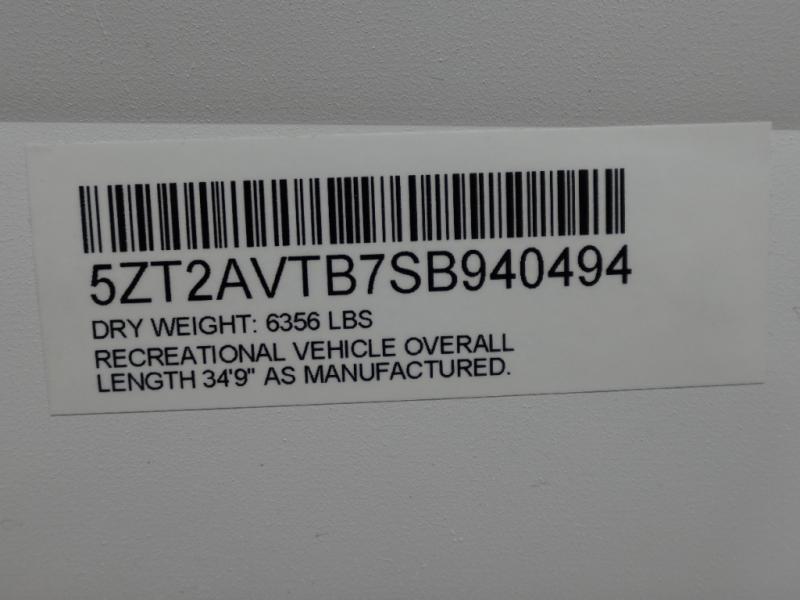 5ZT2AVTB7SB940494
DRY WEIGHT: 6356 LBS
RECREATIONAL VEHICLE OVERALL
LENGTH 34'9" AS MANUFACTURED.